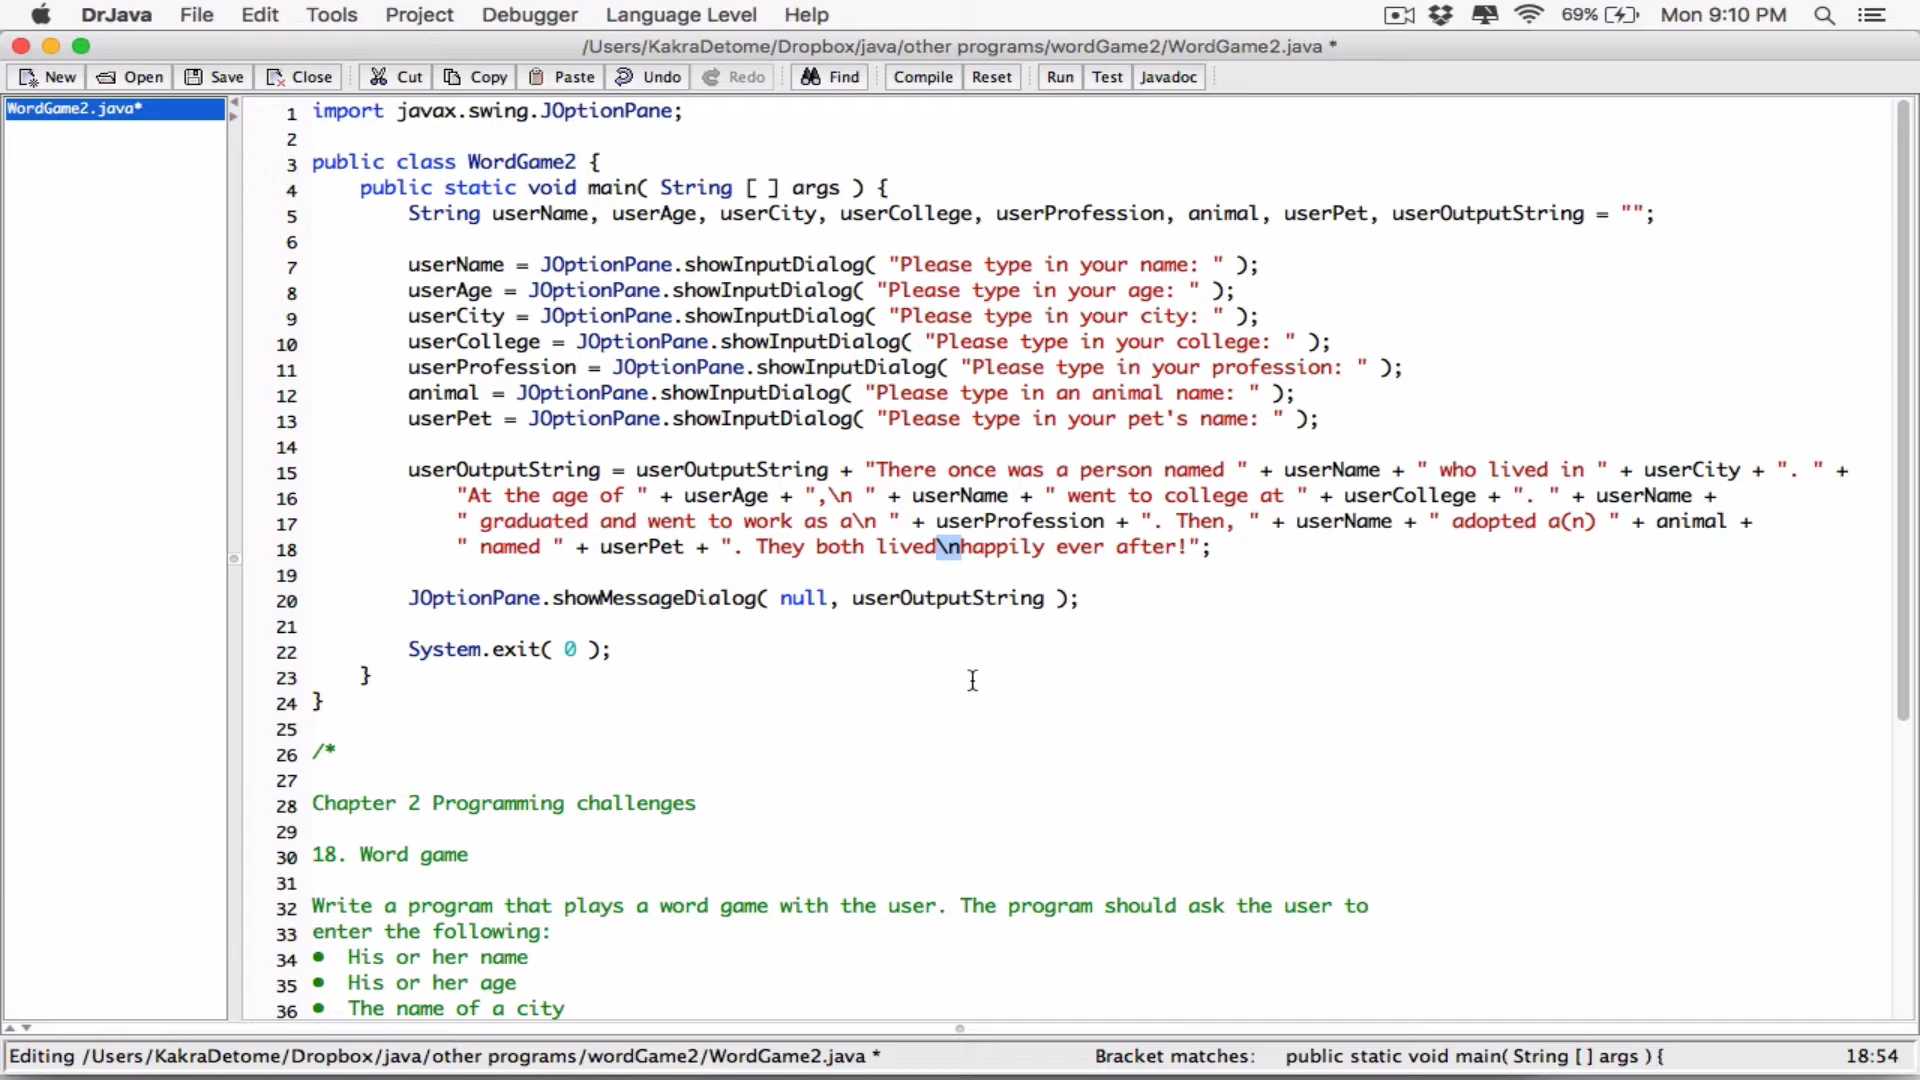 DrJava File Edit Tools Project Debugger Language Level Help 69% Mon 9:10 PM
/Users/KakraDetome/Dropbox/java/other programs/wordGame2/WordGame2.java *
New Open Save Close Cut Copy Paste Undo Redo Find Compile Reset Run Test Javadoc
WordGame2.java*
1 import javax.swing.JOptionPane;
2
3 public class WordGame2 {
4 public static void main( String [ ] args ) {
5 String userName, userAge, userCity, userCollege, userProfession, animal, userPet, userOutputString = "";
6
7 userName = JOptionPane.showInputDialog( "Please type in your name: " );
8 userAge = JOptionPane.showInputDialog( "Please type in your age: " );
9 userCity = JOptionPane.showInputDialog( "Please type in your city: " );
10 userCollege = JOptionPane.showInputDialog( "Please type in your college: " );
11 userProfession = JOptionPane.showInputDialog( "Please type in your profession: " );
12 animal = JOptionPane.showInputDialog( "Please type in an animal name: " );
13 userPet = JOptionPane.showInputDialog( "Please type in your pet's name: " );
14
15 userOutputString = userOutputString + "There once was a person named " + userName + " who lived in " + userCity + ". " +
16 "At the age of " + userAge + ",\n " + userName + " went to college at " + userCollege + ". " + userName +
17 " graduated and went to work as a\n " + userProfession + ". Then, " + userName + " adopted a(n) " + animal +
18 " named " + userPet + ". They both lived\nhappily ever after!";
19
20 JOptionPane.showMessageDialog( null, userOutputString );
21
22 System.exit( 0 );
23 }
24 }
25
26 /*
27
28 Chapter 2 Programming challenges
29
30 18. Word game
31
32 Write a program that plays a word game with the user. The program should ask the user to
33 enter the following:
34 • His or her name
35 • His or her age
36 • The name of a city
Editing /Users/KakraDetome/Dropbox/java/other programs/wordGame2/WordGame2.java * Bracket matches: public static void main( String [ ] args ) { 18:54